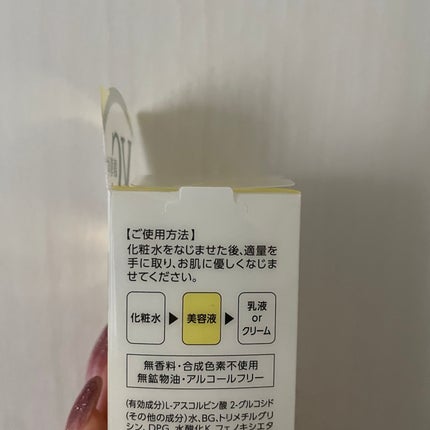 VC
【ご使用方法】
化粧水をなじませた後、適量を
手に取り、お肌に優しくなじま
せてください。
化粧水 ▶ 美容液 ▶ 乳液
or
クリーム
無香料・合成色素不使用
無鉱物油・アルコールフリー
(有効成分)L-アスコルビン酸 2-グルコシド
(その他の成分)水、BG、トリメチルグリ
シン、DPG、水酸化K、フェノキシエタ